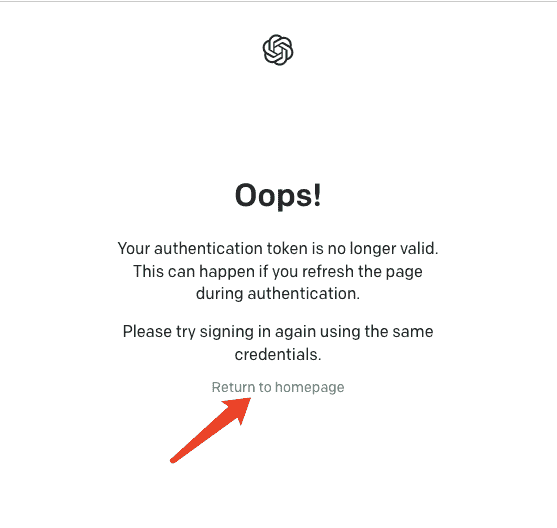 Oops!
Your authentication token is no longer valid.
This can happen if you refresh the page
during authentication.
Please try signing in again using the same
credentials.
Return to homepage